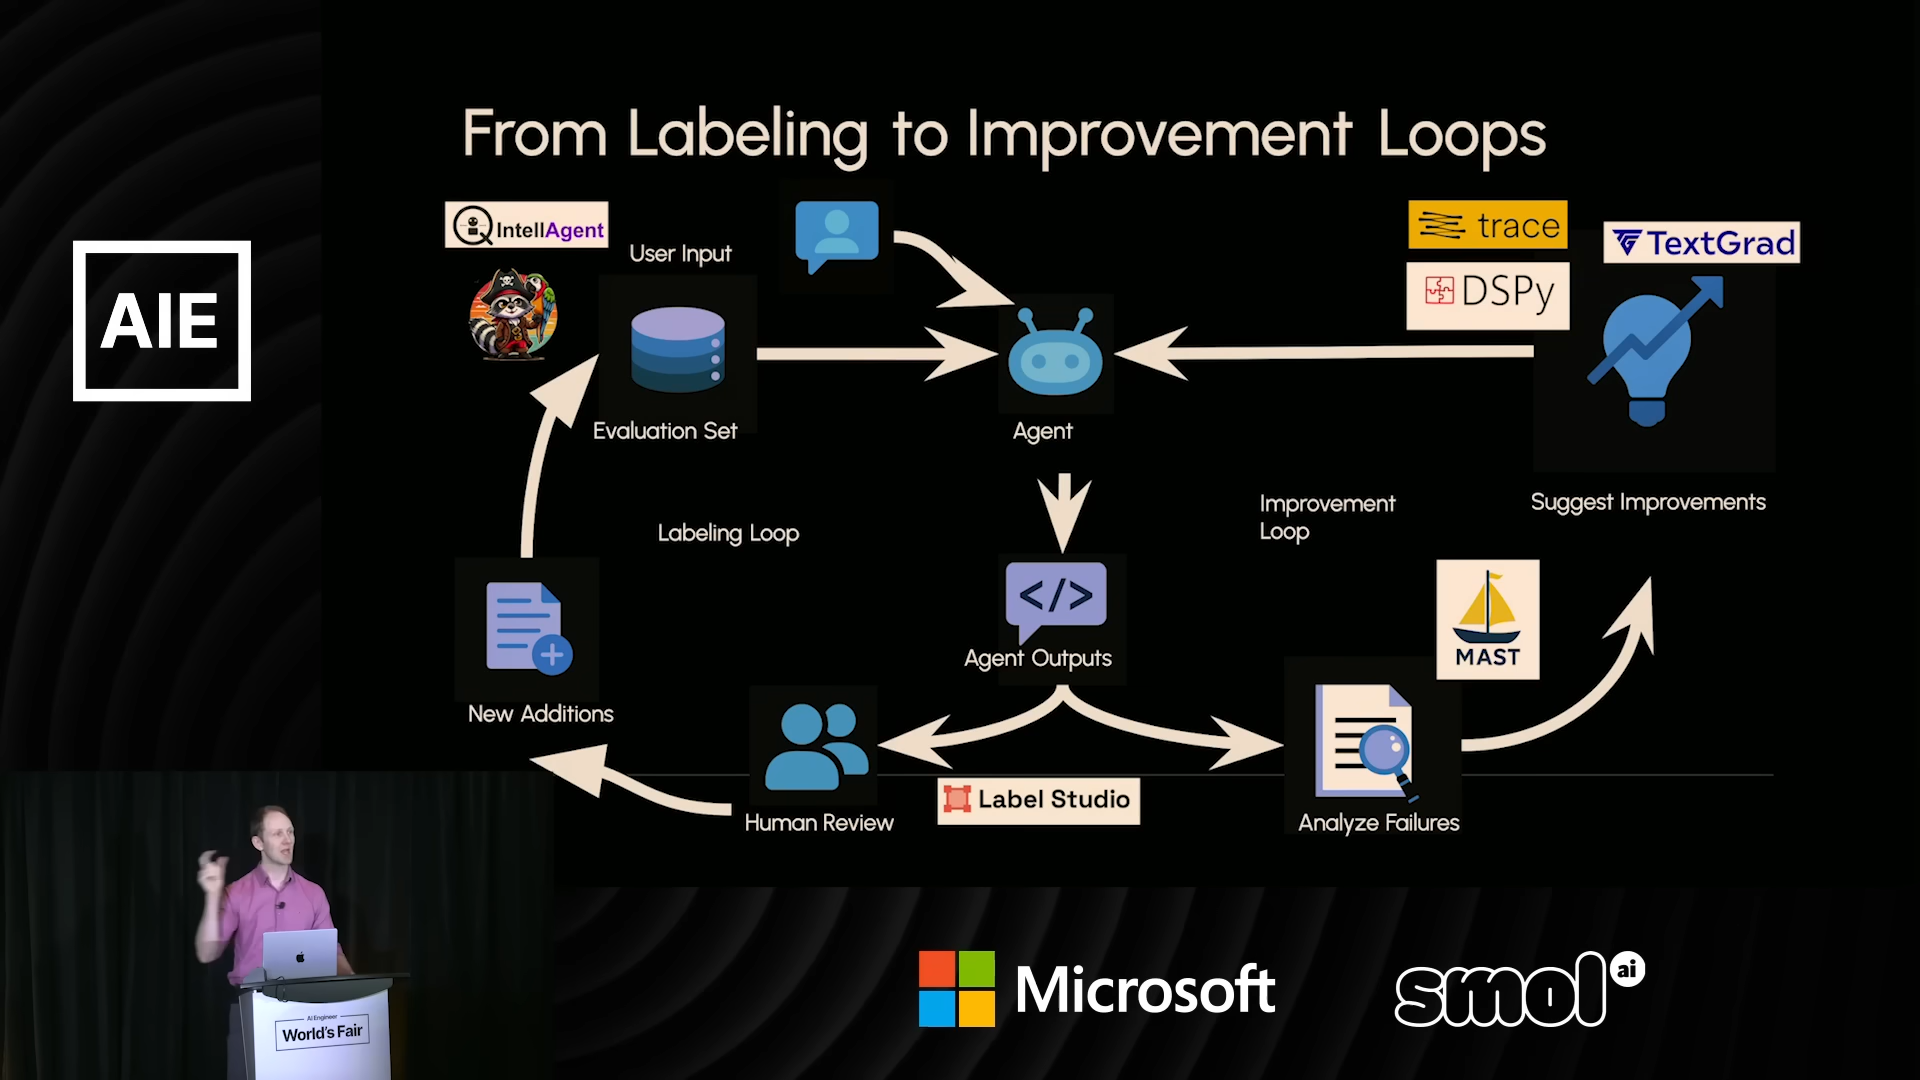 From Labeling to Improvement Loops
AIE
IntellAgent
User Input
trace
TextGrad
DSPy
Evaluation Set
Agent
Labeling Loop
Improvement
Loop
Suggest Improvements
</>
Agent Outputs
MAST
New Additions
Label Studio
Human Review
Analyze Failures
Microsoft
smol ai
AI Engineer
World's Fair